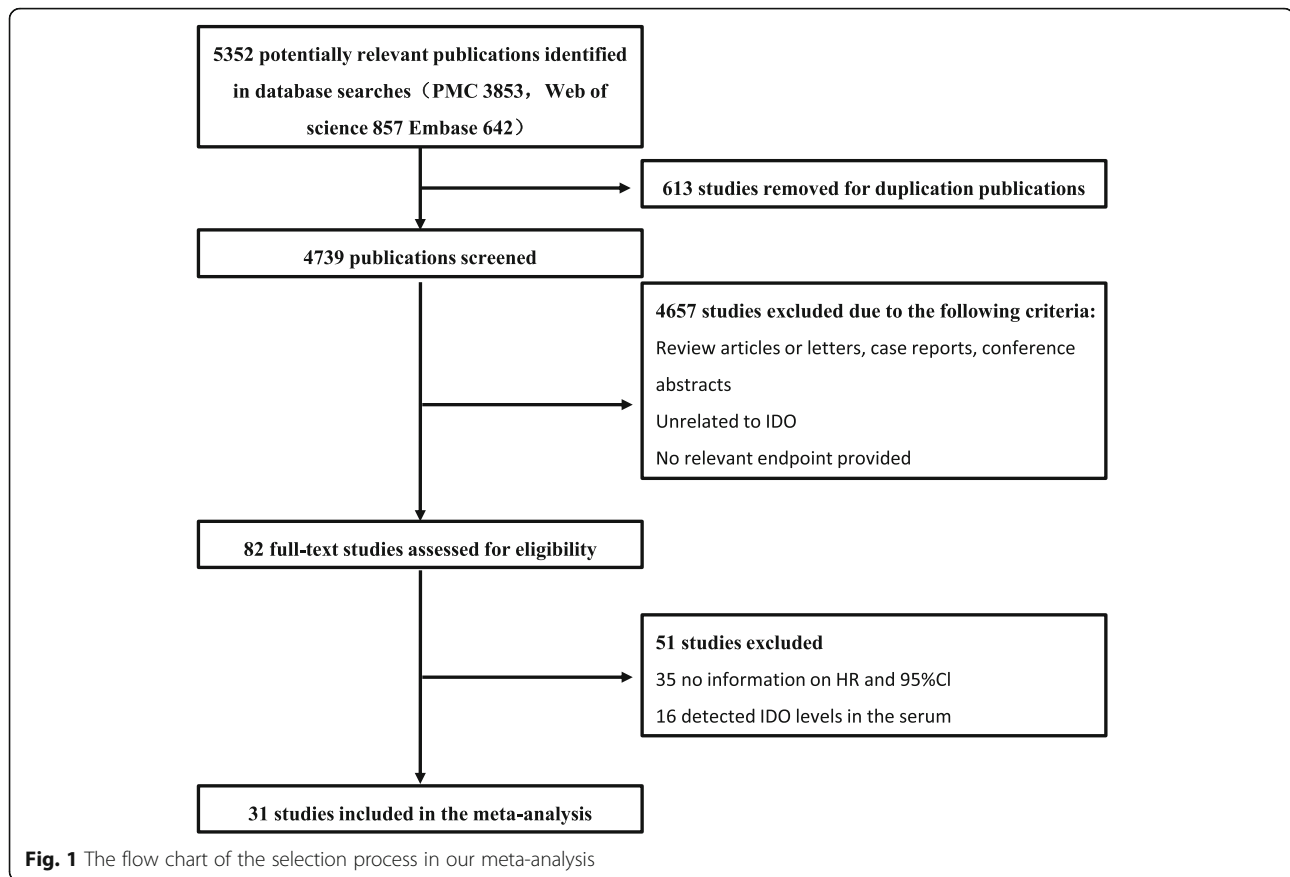 5352 potentially relevant publications identified
in database searches（PMC 3853，Web of
science 857 Embase 642）
613 studies removed for duplication publications
4739 publications screened
4657 studies excluded due to the following criteria:
Review articles or letters, case reports, conference
abstracts
Unrelated to IDO
No relevant endpoint provided
82 full-text studies assessed for eligibility
51 studies excluded
35 no information on HR and 95%Cl
16 detected IDO levels in the serum
31 studies included in the meta-analysis
Fig. 1 The flow chart of the selection process in our meta-analysis